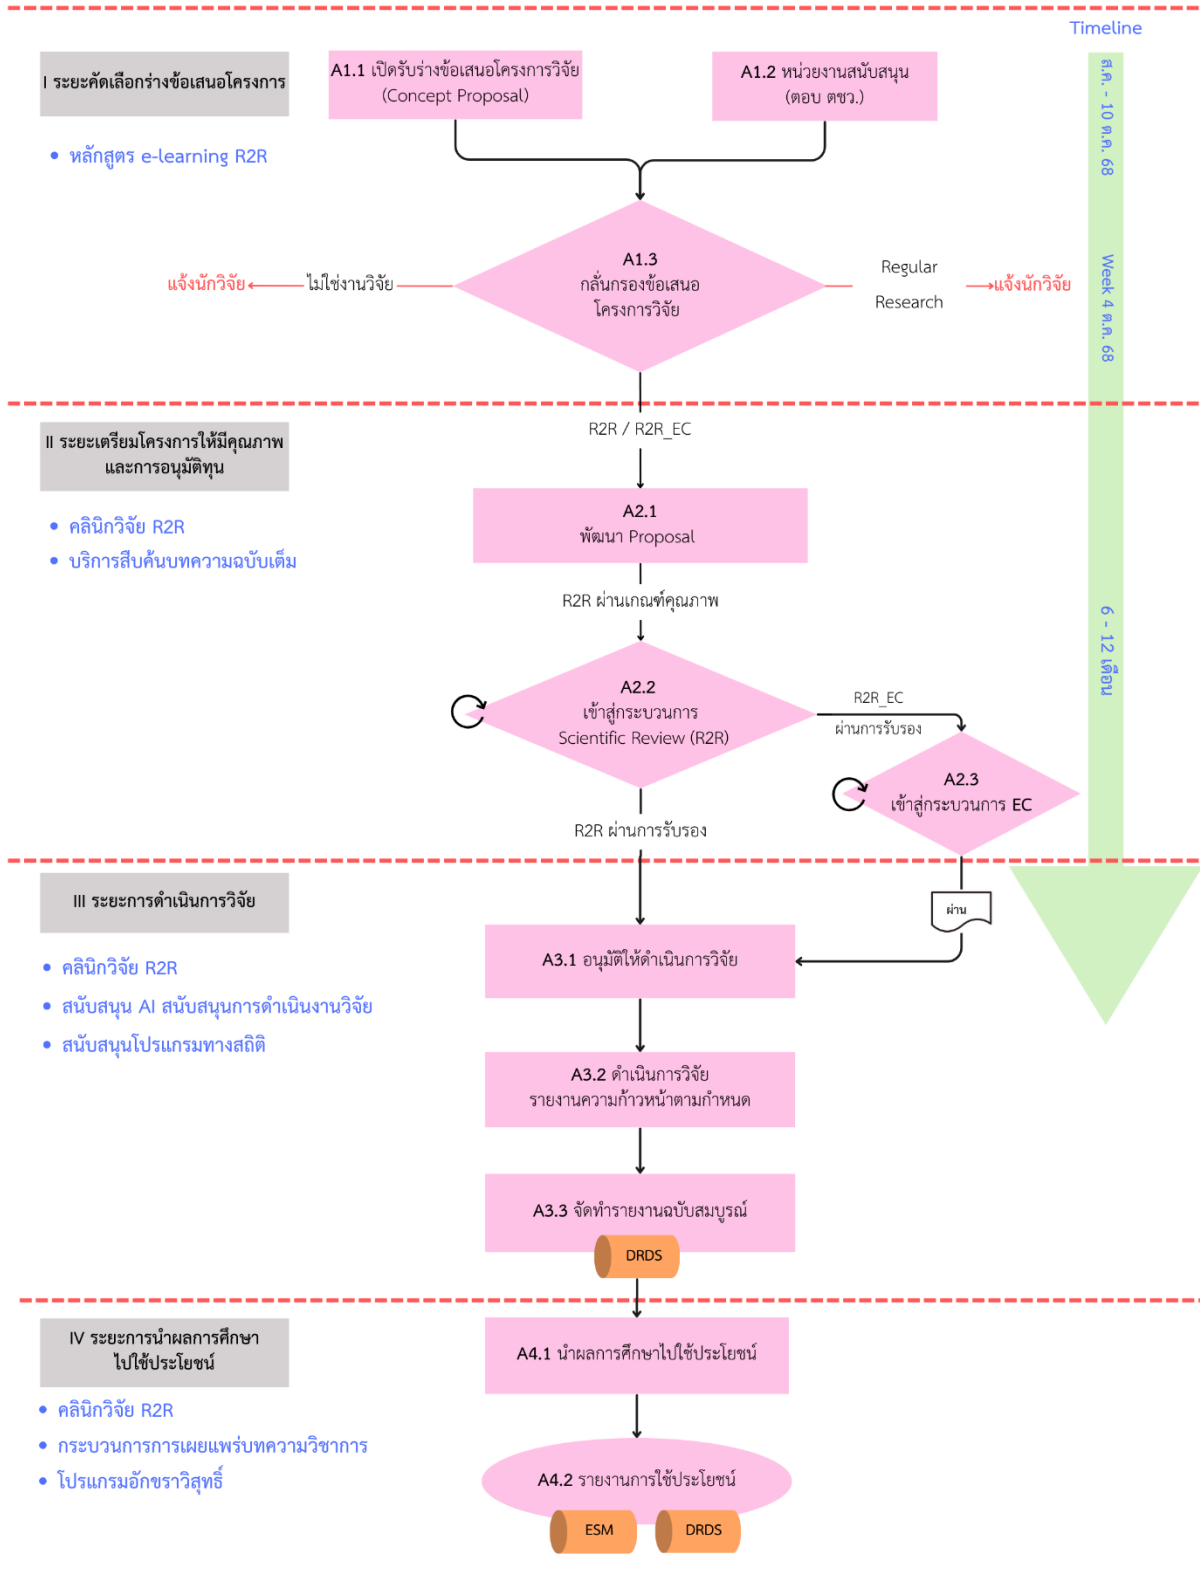 Timeline
I ระยะคัดเลือกร่างข้อเสนอโครงการ
A1.1 เปิดรับร่างข้อเสนอโครงการวิจัย
(Concept Proposal)
A1.2 หน่วยงานสนับสนุน
(ตอบ ตชว.)
ส.ค. - 10 ต.ค. 68
• หลักสูตร e-learning R2R
A1.3
กลั่นกรองข้อเสนอ
โครงการวิจัย
แจ้งนักวิจัย
ไม่ใช่งานวิจัย
Regular
Research
แจ้งนักวิจัย
Week 4 ต.ค. 68
R2R / R2R_EC
II ระยะเตรียมโครงการให้มีคุณภาพ
และการอนุมัติทุน
• คลินิกวิจัย R2R
• บริการสืบค้นบทความฉบับเต็ม
A2.1
พัฒนา Proposal
R2R ผ่านเกณฑ์คุณภาพ
6 - 12 เดือน
A2.2
เข้าสู่กระบวนการ
Scientific Review (R2R)
R2R_EC
ผ่านการรับรอง
A2.3
เข้าสู่กระบวนการ EC
R2R ผ่านการรับรอง
III ระยะการดำเนินการวิจัย
ผ่าน
• คลินิกวิจัย R2R
• สนับสนุน AI สนับสนุนการดำเนินงานวิจัย
• สนับสนุนโปรแกรมทางสถิติ
A3.1 อนุมัติให้ดำเนินการวิจัย
A3.2 ดำเนินการวิจัย
รายงานความก้าวหน้าตามกำหนด
A3.3 จัดทำรายงานฉบับสมบูรณ์
DRDS
IV ระยะการนำผลการศึกษา
ไปใช้ประโยชน์
• คลินิกวิจัย R2R
• กระบวนการการเผยแพร่บทความวิชาการ
• โปรแกรมอักขราวิสุทธิ์
A4.1 นำผลการศึกษาไปใช้ประโยชน์
A4.2 รายงานการใช้ประโยชน์
ESM
DRDS